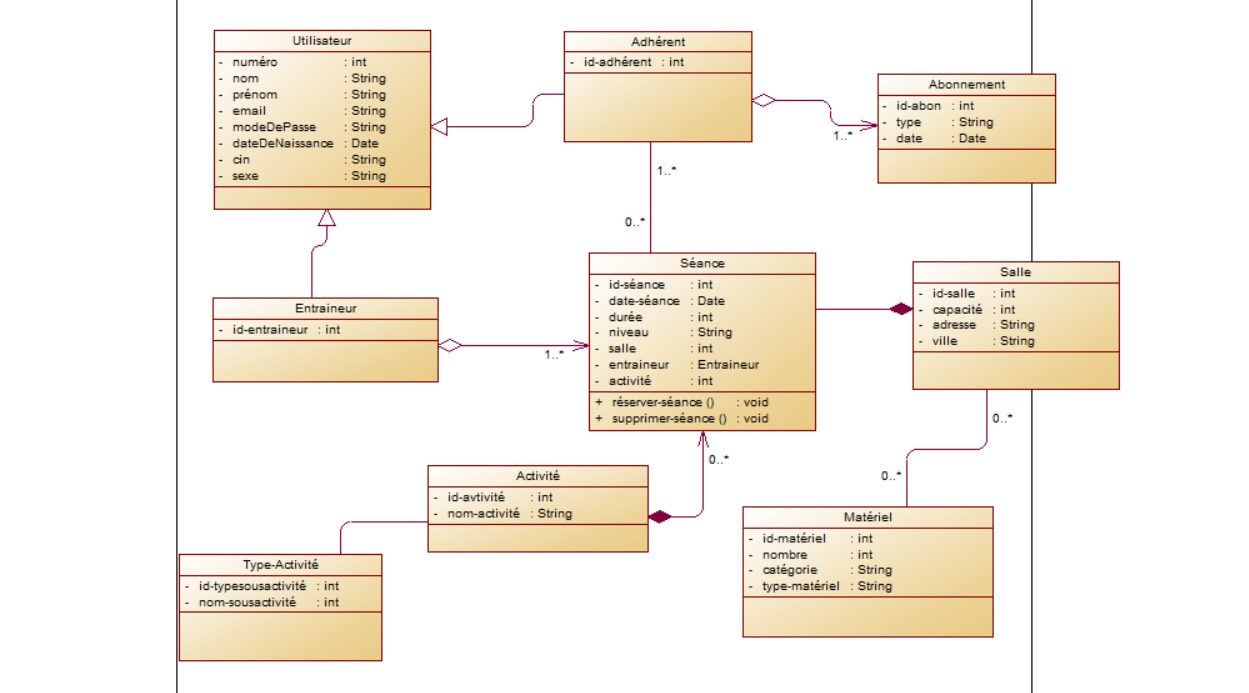 Utilisateur
- numéro : int
- nom : String
- prénom : String
- email : String
- modeDePasse : String
- dateDeNaissance : Date
- cin : String
- sexe : String
Adhérent
- id-adhérent : int
Abonnement
- id-abon : int
- type : String
- date : Date
1..*
1..*
0..*
Séance
- id-séance : int
- date-séance : Date
- durée : int
- niveau : String
- salle : int
- entraineur : Entraineur
- activité : int
+ réserver-séance () : void
+ supprimer-séance () : void
Salle
- id-salle : int
- capacité : int
- adresse : String
- ville : String
Entraineur
- id-entraineur : int
1..*
0..*
0..*
0..*
Activité
- id-avtivité : int
- nom-activité : String
Matériel
- id-matériel : int
- nombre : int
- catégorie : String
- type-matériel : String
Type-Activité
- id-typesousactivité : int
- nom-sousactivité : int